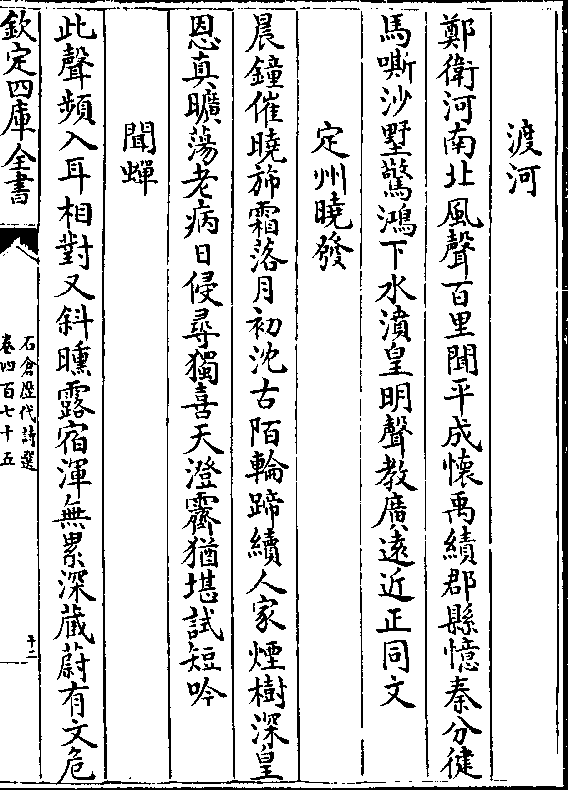 渡河
鄭衛河南北風聲百里聞平成懷禹績郡縣憶秦分徤
馬嘶沙墅驚鴻下水濆皇明聲教廣遠近正同文
定州曉發
晨鐘催曉斾霜落月初沈古陌輪蹄續人家煙樹深皇
恩真曠蕩老病日侵尋獨喜天澄霽猶堪試短吟
聞蟬
此聲頻入耳相對又斜曛露宿渾無累深藏蔚有文危
欽定四庫全書
石倉歴代詩選
卷四百七十五